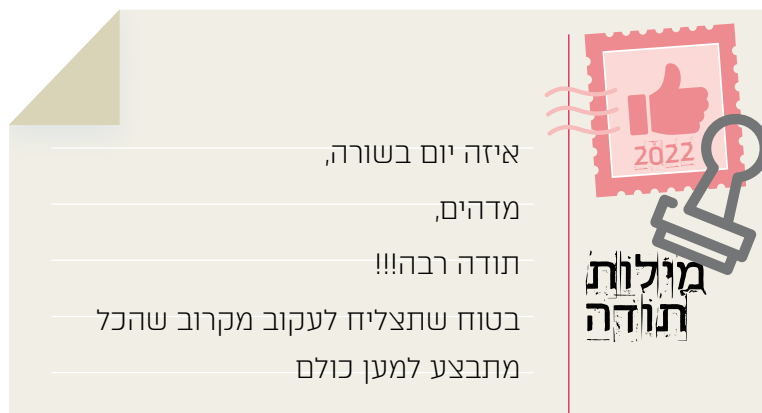 איזה יום בשורה,
מדהים,
תודה רבה!!!
בטוח שתצליח לעקוב מקרוב שהכל
מתבצע למען כולם
2022
מילות
תודה